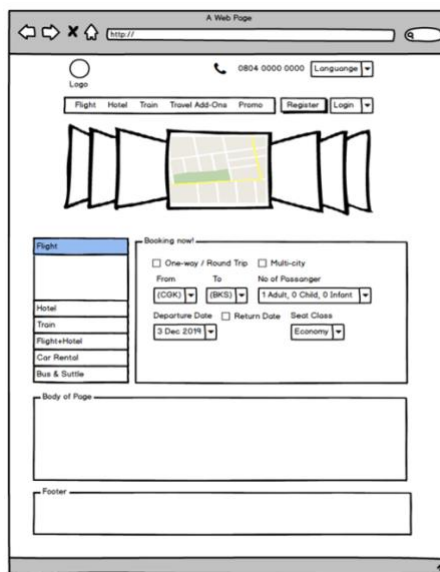 A Web Page
http://
0804 0000 0000 Languange
Logo
Flight Hotel Train Travel Add-Ons Promo Register Login
Flight
Booking now!
One-way / Round Trip Multi-city
From To No of Passanger
(CGK) (BKS) 1 Adult, 0 Child, 0 Infant
Departure Date Return Date Seat Class
3 Dec 2019 Economy
Hotel
Train
Flight+Hotel
Car Rental
Bus & Suttle
Body of Page
Footer